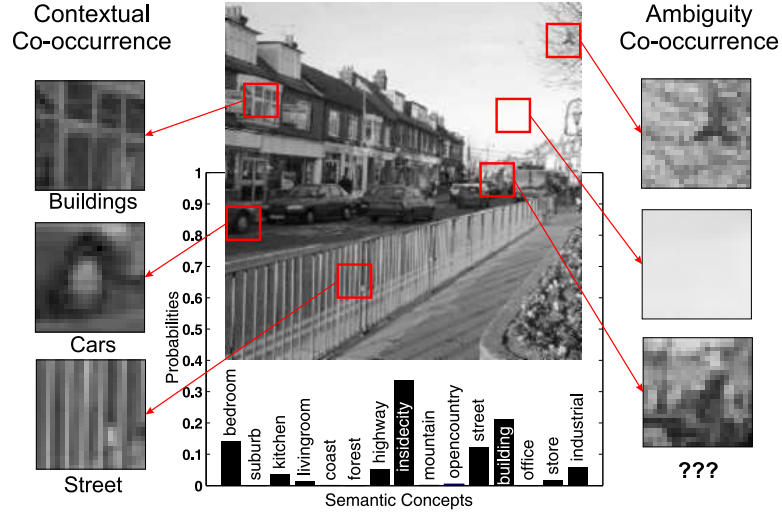 Contextual
Co-occurrence
Ambiguity
Co-occurrence
Buildings
Cars
Street
???
Probabilities
1
0.9
0.8
0.7
0.6
0.5
0.4
0.3
0.2
0.1
0
bedroom
suburb
kitchen
livingroom
coast
forest
highway
insidecity
mountain
opencountry
street
building
office
store
industrial
Semantic Concepts